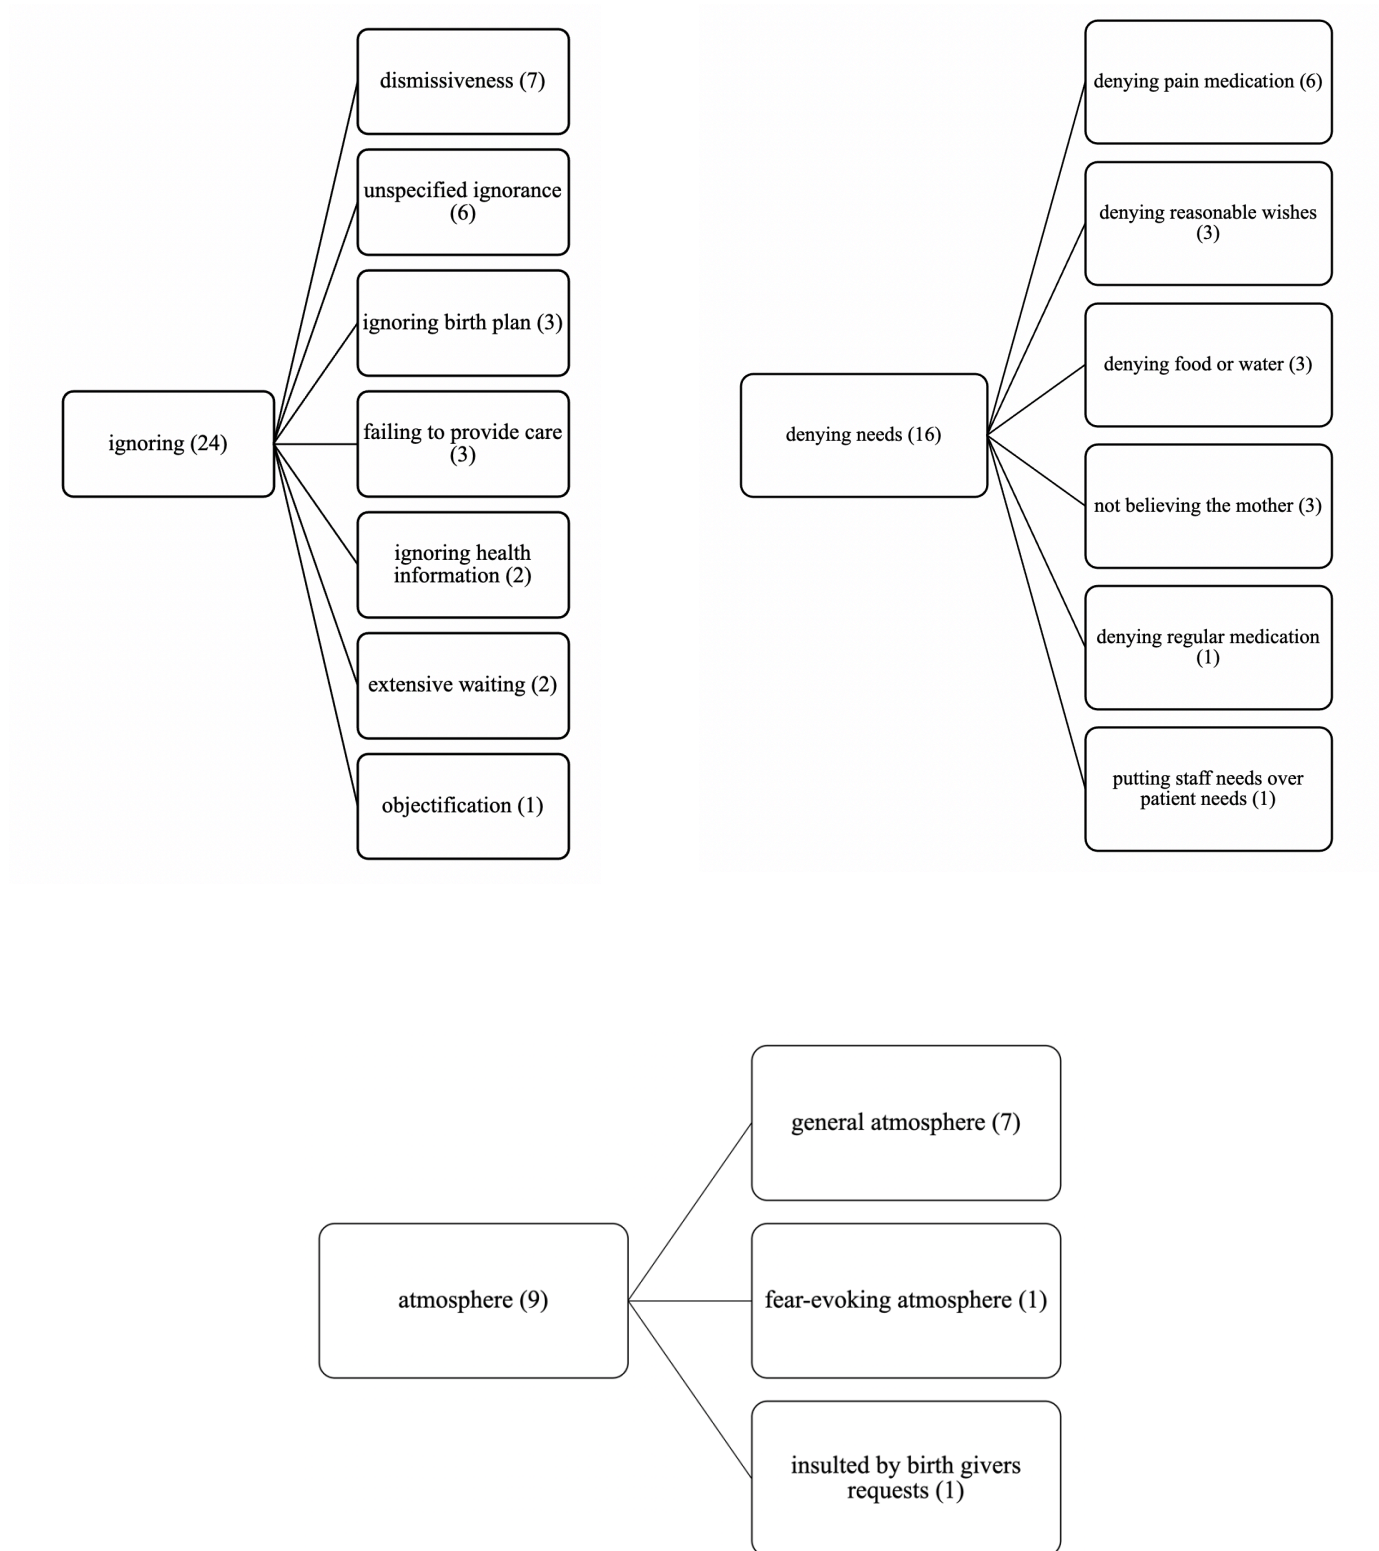 dismissiveness (7)
unspecified ignorance
(6)
ignoring birth plan (3)
ignoring (24)
failing to provide care
(3)
ignoring health
information (2)
extensive waiting (2)
objectification (1)
denying pain medication (6)
denying reasonable wishes
(3)
denying food or water (3)
denying needs (16)
not believing the mother (3)
denying regular medication
(1)
putting staff needs over
patient needs (1)
general atmosphere (7)
atmosphere (9)
fear-evoking atmosphere (1)
insulted by birth givers
requests (1)